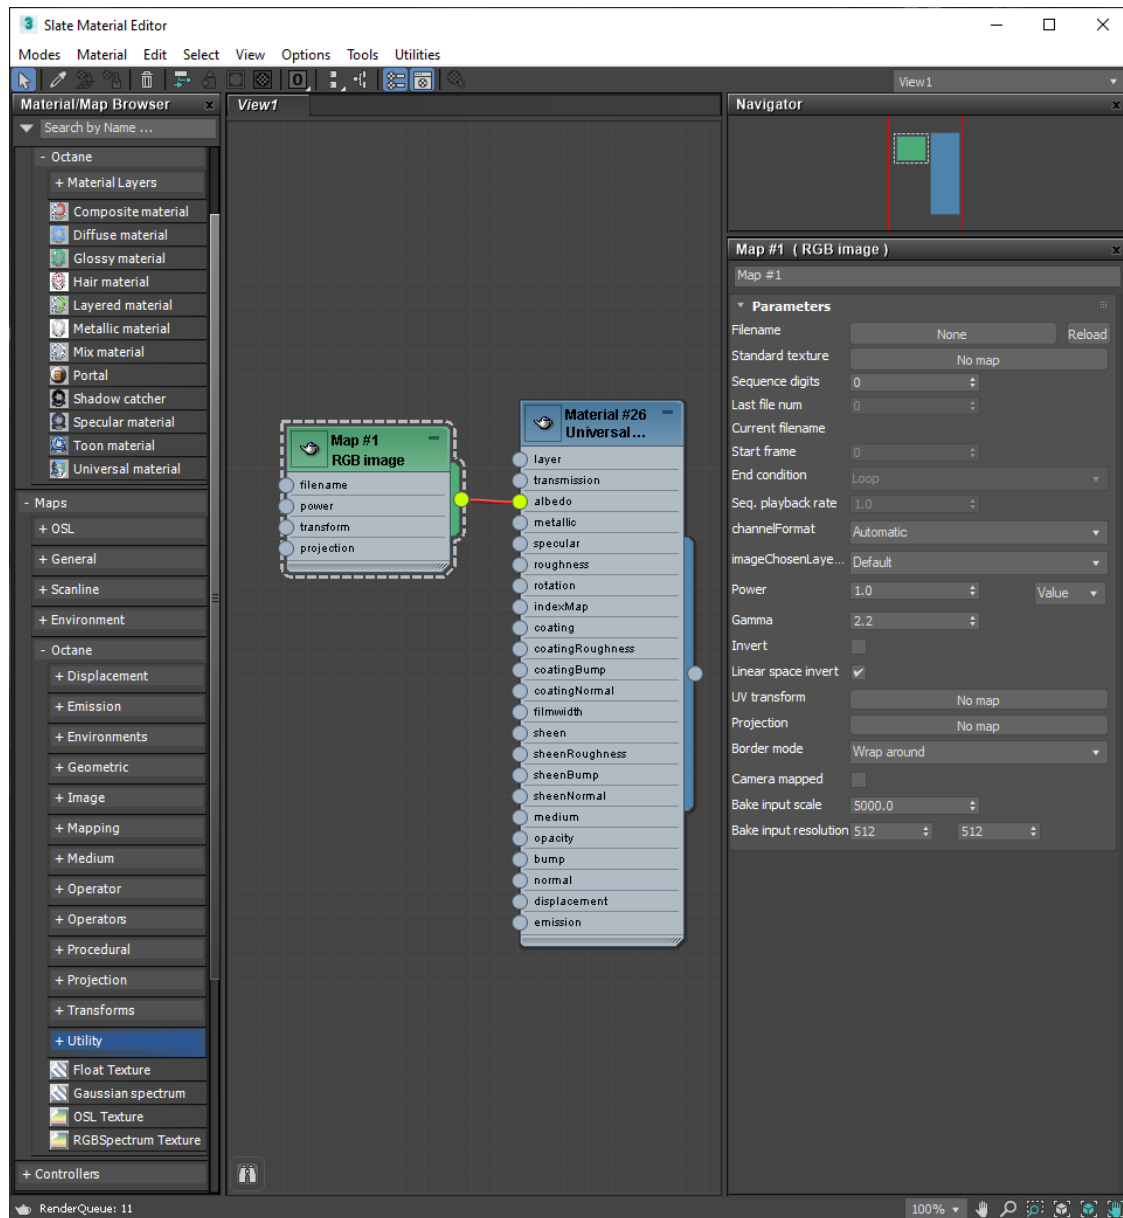 3 Slate Material Editor
Modes Material Edit Select View Options Tools Utilities
0
View1
Material/Map Browser x
Search by Name ...
- Octane
+ Material Layers
Composite material
Diffuse material
Glossy material
Hair material
Layered material
Metallic material
Mix material
Portal
Shadow catcher
Specular material
Toon material
Universal material
- Maps
+ OSL
+ General
+ Scanline
+ Environment
- Octane
+ Displacement
+ Emission
+ Environments
+ Geometric
+ Image
+ Mapping
+ Medium
+ Operator
+ Operators
+ Procedural
+ Projection
+ Transforms
+ Utility
Float Texture
Gaussian spectrum
OSL Texture
RGBSpectrum Texture
+ Controllers
View1
Map #1
RGB image
filename
power
transform
projection
Material #26
Universal...
layer
transmission
albedo
metallic
specular
roughness
rotation
indexMap
coating
coatingRoughness
coatingBump
coatingNormal
filmwidth
sheen
sheenRoughness
sheenBump
sheenNormal
medium
opacity
bump
normal
displacement
emission
Navigator x
Map #1 ( RGB image ) x
Map #1
Parameters
Filename None Reload
Standard texture No map
Sequence digits 0
Last file num 0
Current filename
Start frame 0
End condition Loop
Seq. playback rate 1.0
channelFormat Automatic
imageChosenLaye... Default
Power 1.0 Value
Gamma 2.2
Invert
Linear space invert
UV transform No map
Projection No map
Border mode Wrap around
Camera mapped
Bake input scale 5000.0
Bake input resolution 512 512
RenderQueue: 11
100%